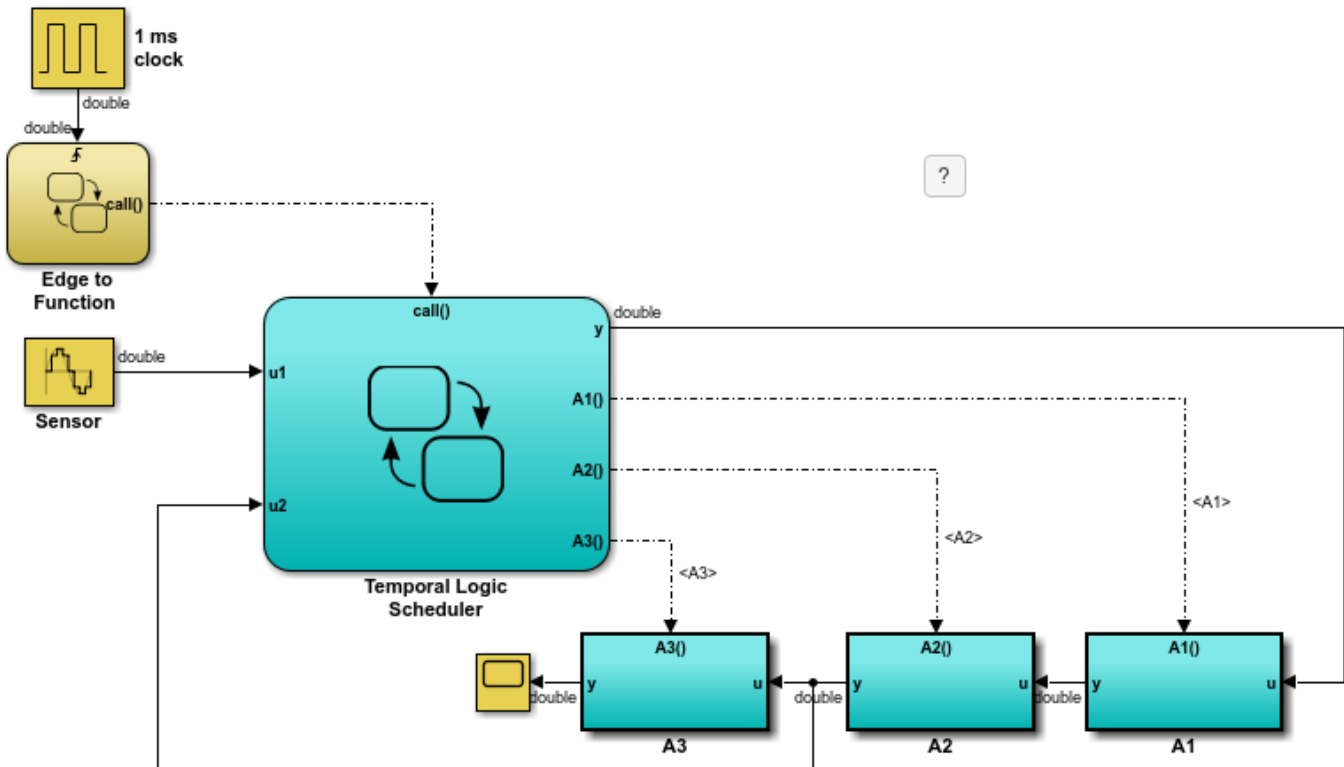 1 ms
clock
double
double
call()
Edge to
Function
?
call()
double
y
double
u1
Sensor
A1()
A2()
u2
<A1>
<A2>
A3()
<A3>
Temporal Logic
Scheduler
A3()
A2()
A1()
y
u
y
u
y
u
double
double
double
A3
A2
A1